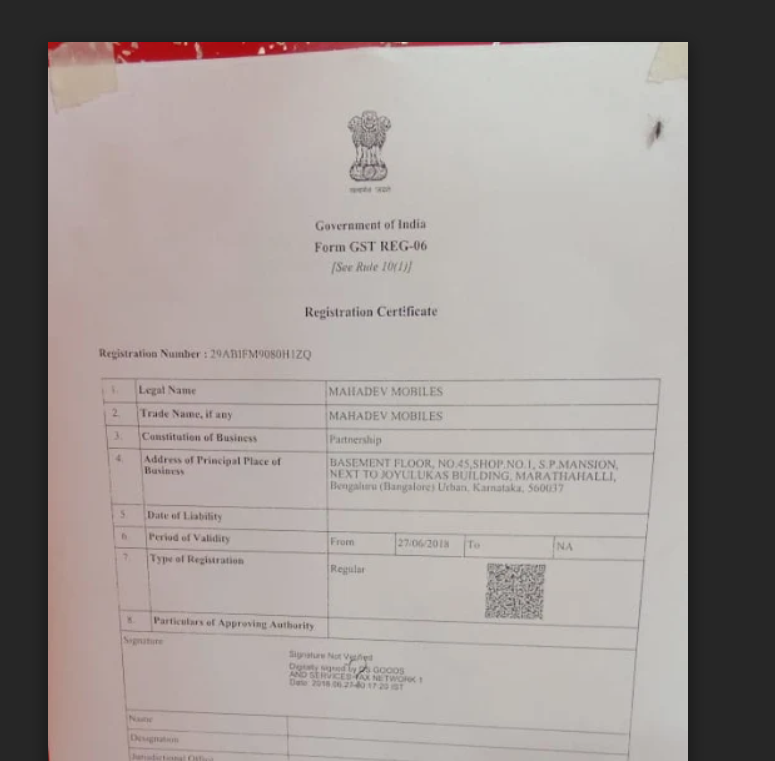 Government of India
Form GST REG-06
[See Rule 10(1)]
Registration Certificate
Registration Number : 29ABIFM9080H1ZQ
1. Legal Name MAHADEV MOBILES
2. Trade Name, if any MAHADEV MOBILES
3. Constitution of Business Partnership
4. Address of Principal Place of Business BASEMENT FLOOR, NO.45,SHOP.NO.1, S.P.MANSION,
NEXT TO JOYULUKAS BUILDING, MARATHAHALLI,
Bengaluru (Bangalore) Urban, Karnataka, 560037
5. Date of Liability
6. Period of Validity From 27/06/2018 To NA
7. Type of Registration Regular
8. Particulars of Approving Authority
Signature
Signature Not Verified
Digitally signed by DS GOODS
AND SERVICES TAX NETWORK 1
Date: 2018.06.27 17:20 IST
Name
Designation
Jurisdictional Office